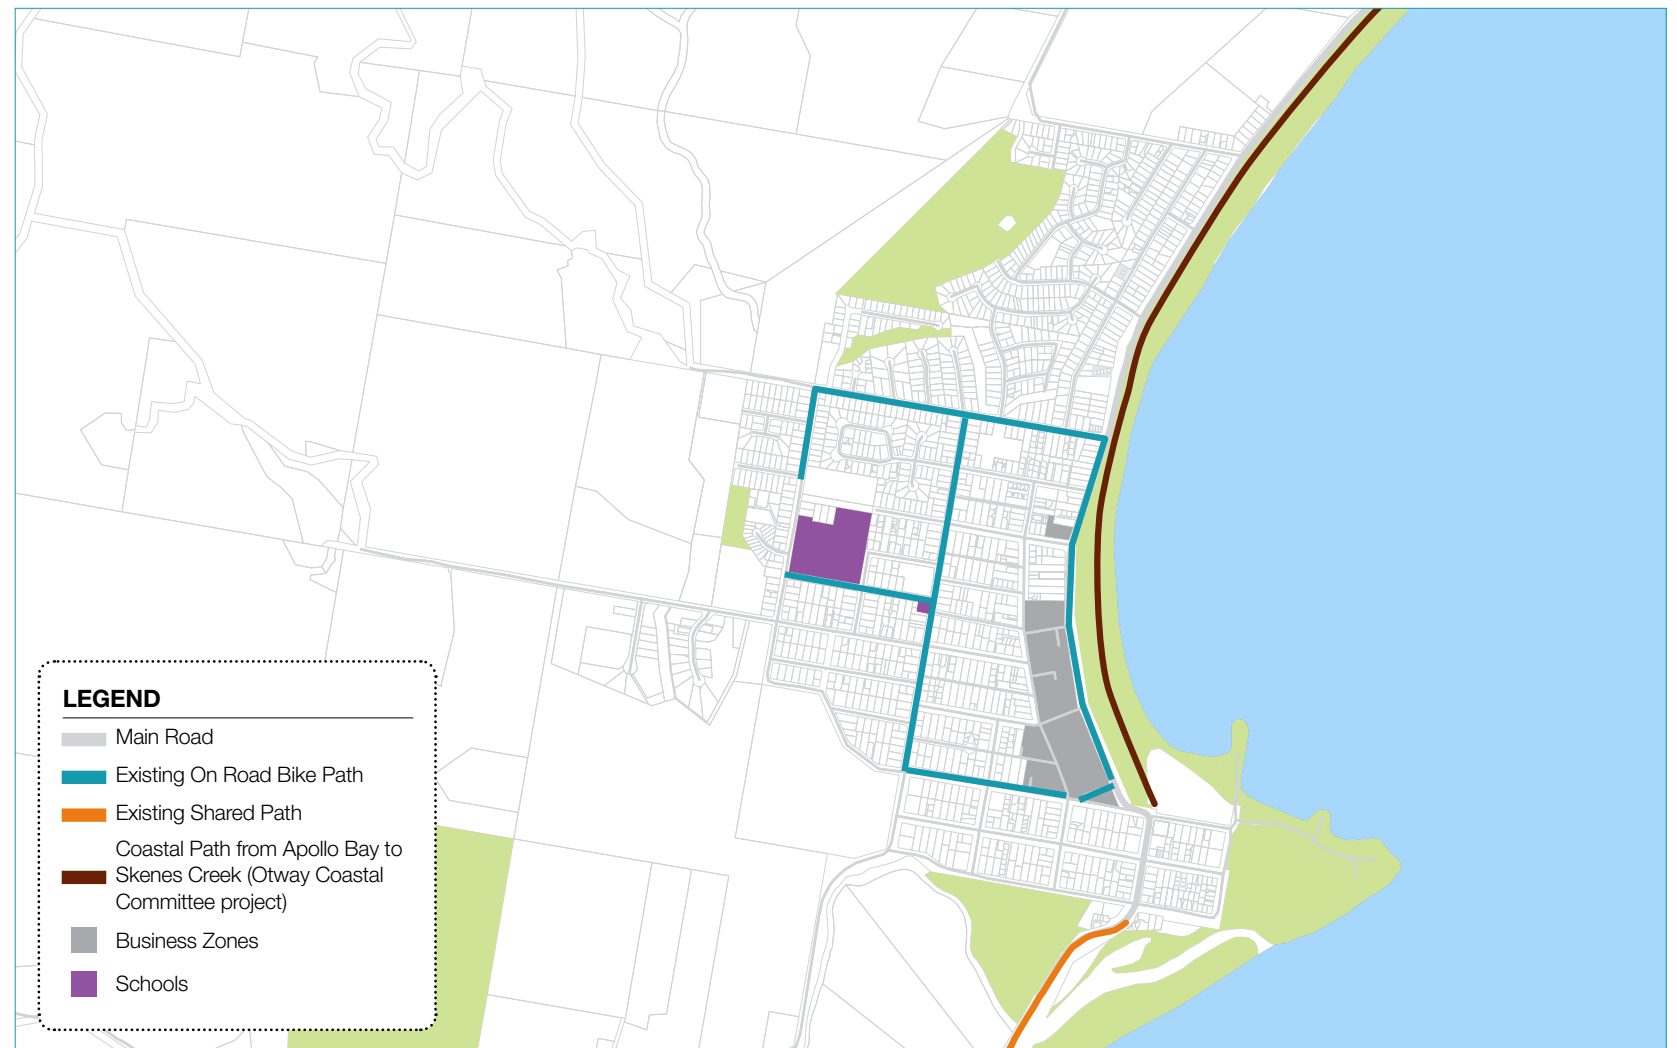 LEGEND
Main Road
Existing On Road Bike Path
Existing Shared Path
Coastal Path from Apollo Bay to
Skenes Creek (Otway Coastal
Committee project)
Business Zones
Schools